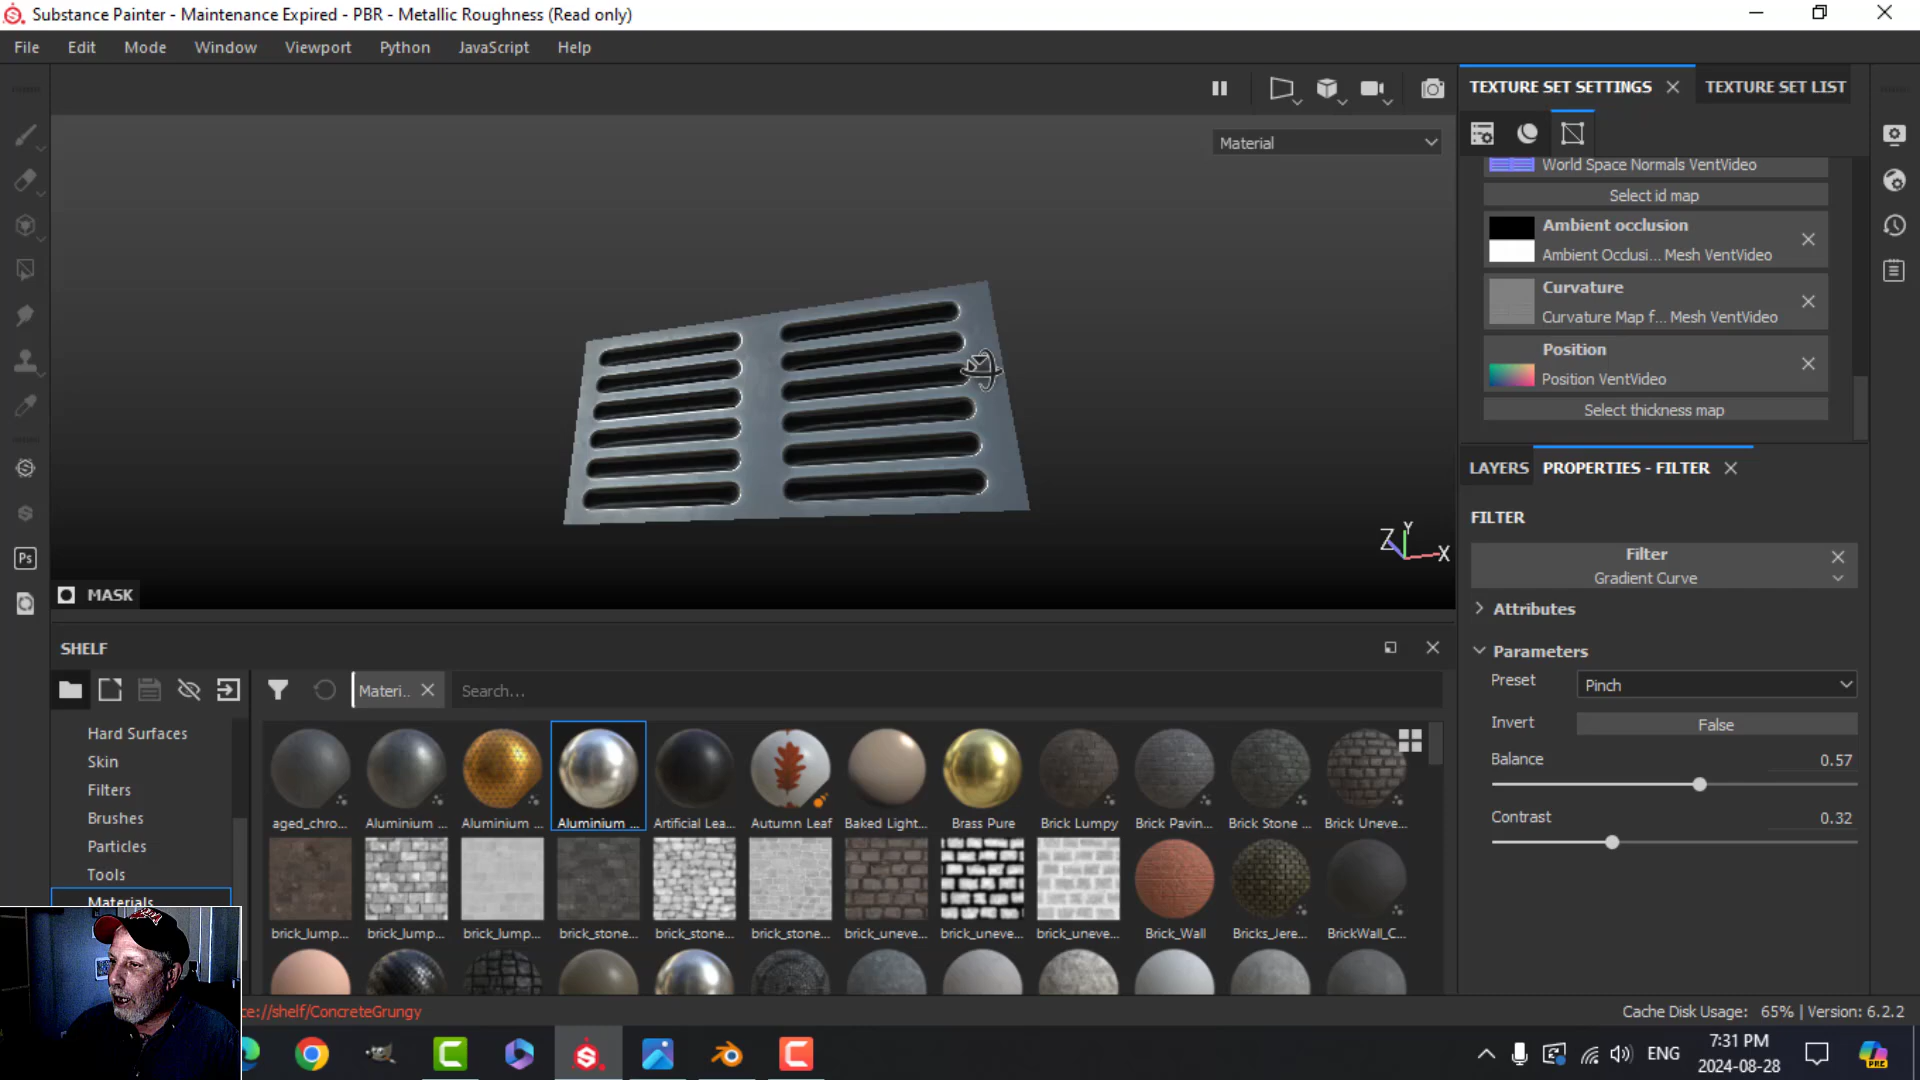 Substance Painter - Maintenance Expired - PBR - Metallic Roughness (Read only)
File Edit Mode Window Viewport Python JavaScript Help
TEXTURE SET SETTINGS TEXTURE SET LIST
Material
World Space Normals VentVideo
Select id map
Ambient occlusion
Ambient Occlusi... Mesh VentVideo
Curvature
Curvature Map f... Mesh VentVideo
Position
Position VentVideo
Select thickness map
LAYERS PROPERTIES - FILTER
FILTER
Filter
Gradient Curve
Attributes
Parameters
Preset Pinch
Invert False
Balance 0.57
Contrast 0.32
Z Y X
MASK
SHELF
Materi... Search...
Hard Surfaces
Skin
Filters
Brushes
Particles
Tools
Materials
aged_chro... Aluminium ... Aluminium ... Aluminium ... Artificial Lea... Autumn Leaf Baked Light... Brass Pure Brick Lumpy Brick Pavin... Brick Stone ... Brick Uneve...
brick_lump... brick_lump... brick_lump... brick_stone... brick_stone... brick_stone... brick_uneve... brick_uneve... brick_uneve... Brick_Wall Bricks_Jere... BrickWall_C...
ce://shelf/ConcreteGrungy
Cache Disk Usage: 65% | Version: 6.2.2
Ps
ENG
7:31 PM
2024-08-28
PRE